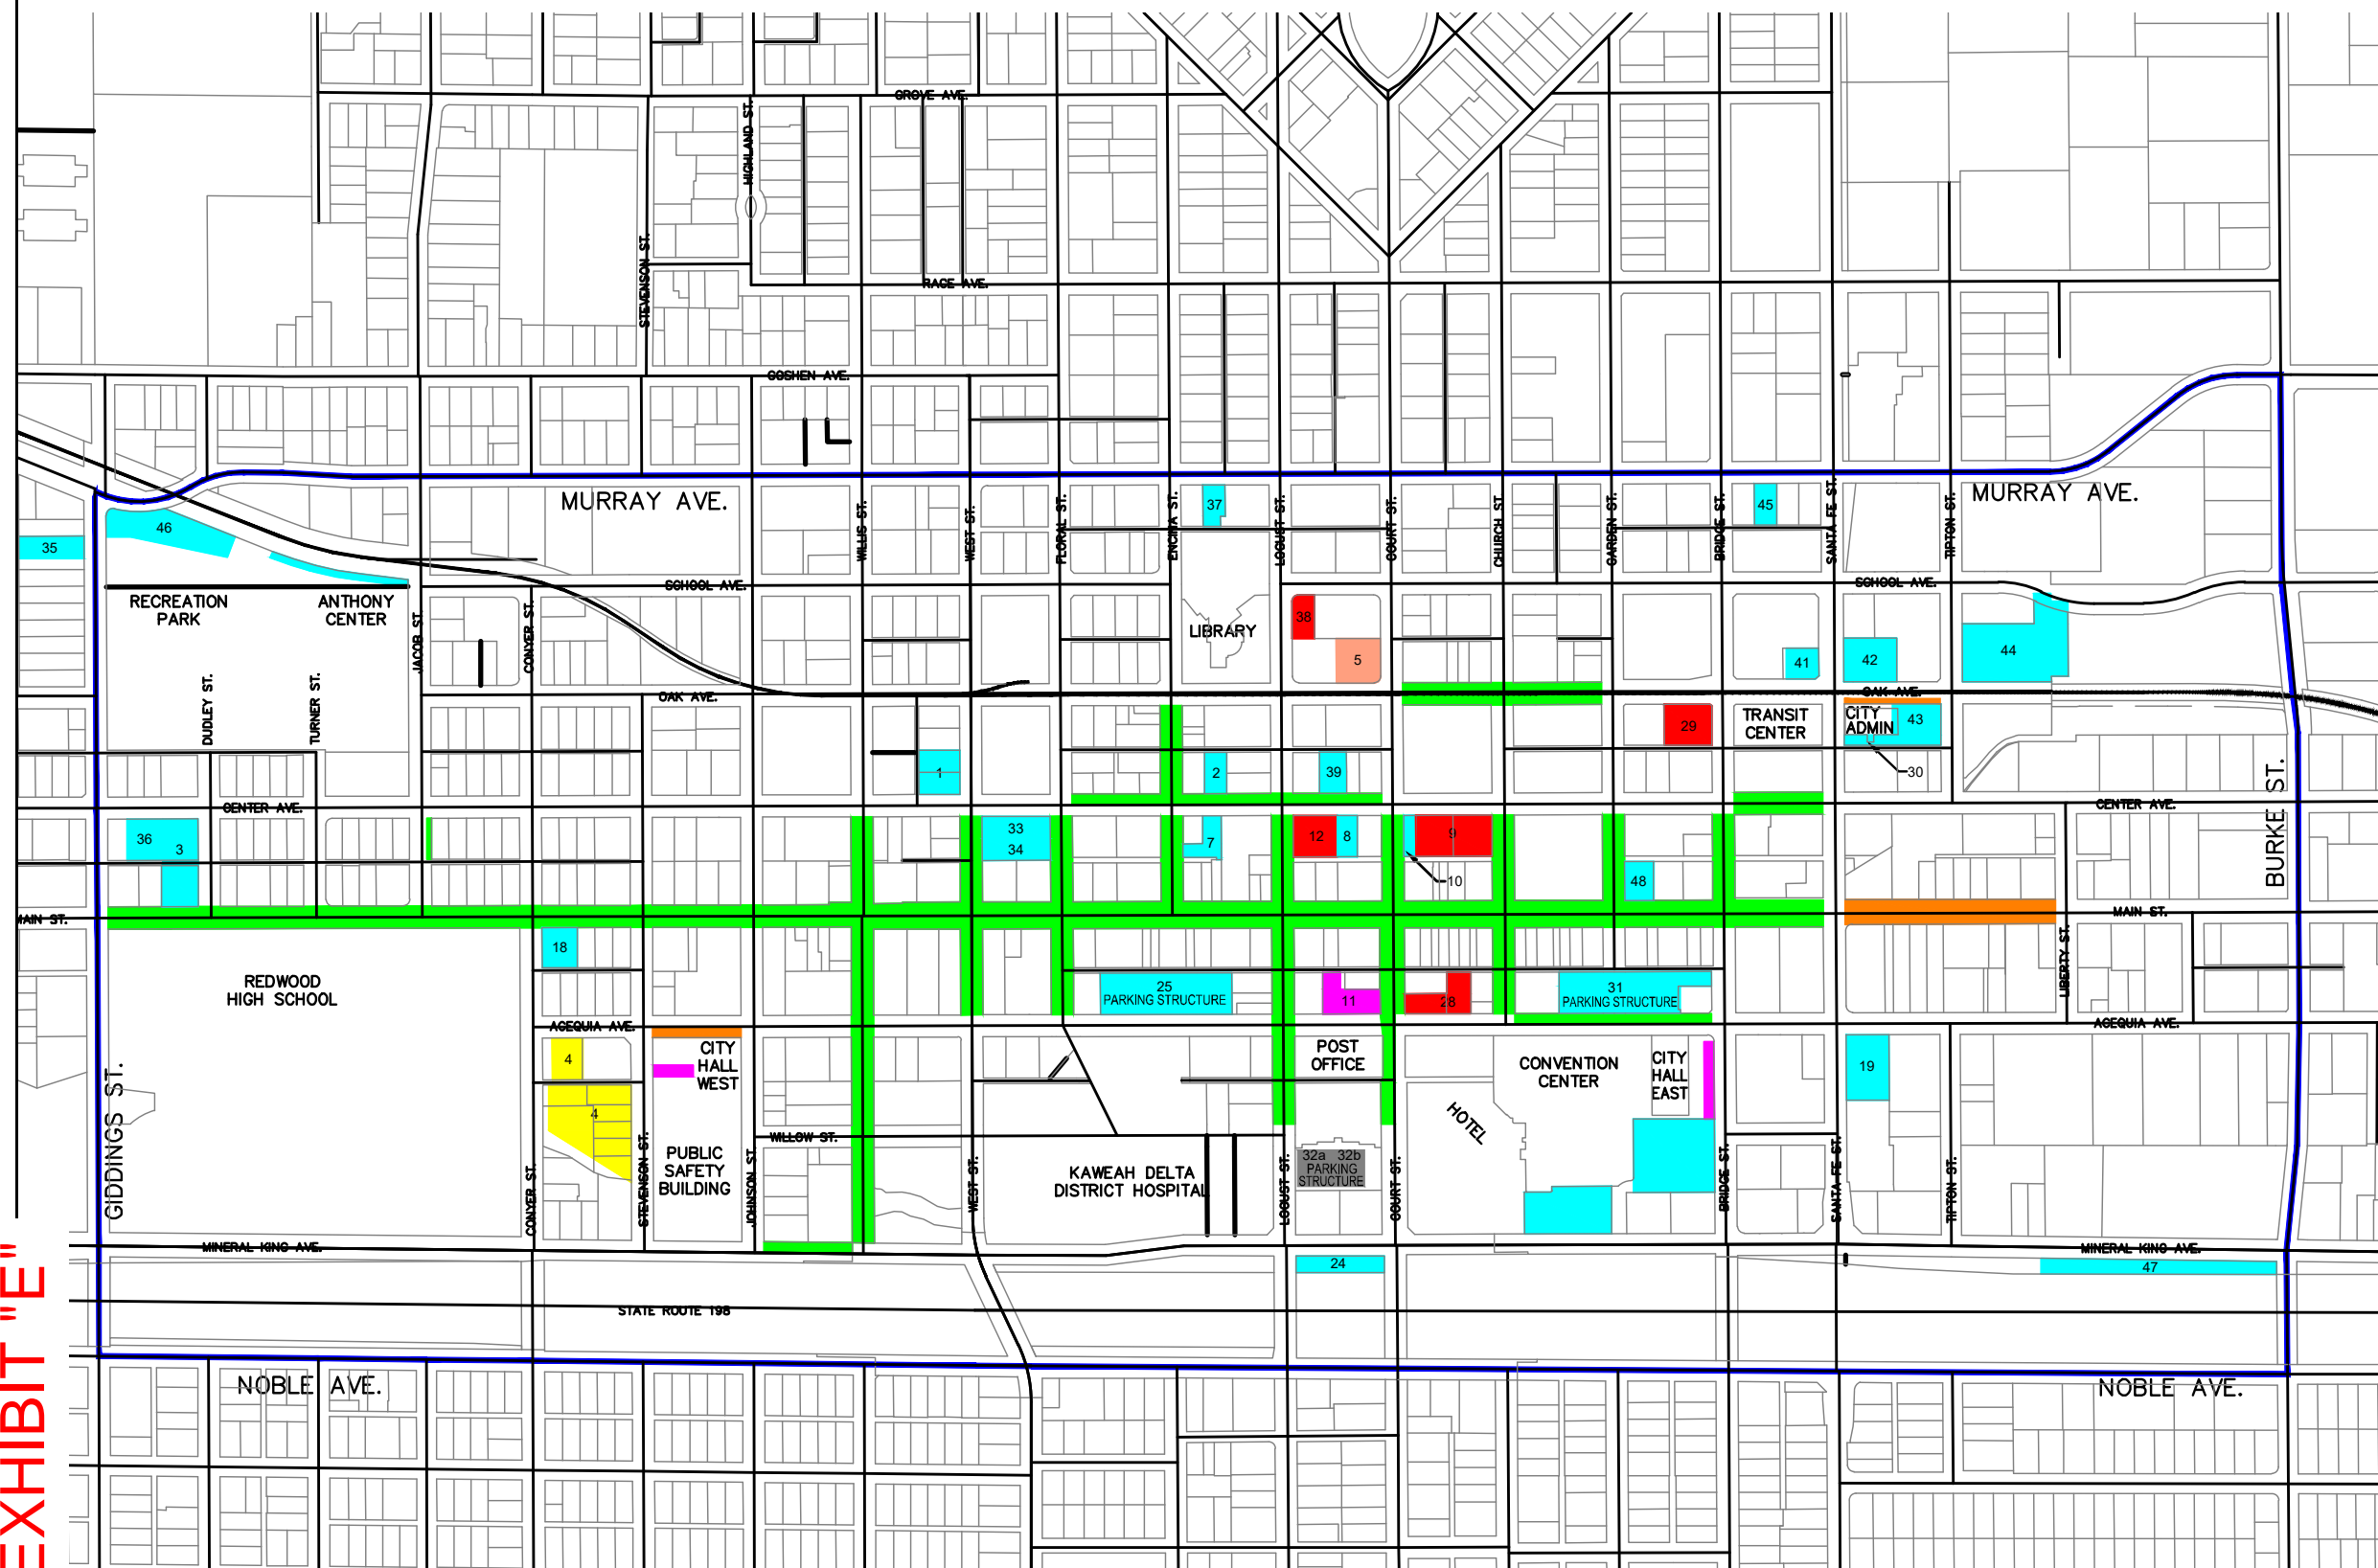 GROVE AVE.
HIGHLAND ST.
STEVENSON ST.
RACE AVE.
GOSHEN AVE.
MURRAY AVE.
MURRAY AVE.
WILLIS ST.
WEST ST.
FLORAL ST.
ENCINA ST.
LOCUST ST.
COURT ST.
CHURCH ST
GARDEN ST.
BRIDGE ST.
SANTA FE ST.
TIPTON ST.
37
45
46
35
SCHOOL AVE.
SCHOOL AVE.
RECREATION
PARK
ANTHONY
CENTER
JACOB ST.
CONYER ST.
LIBRARY
38
5
41
42
44
DUDLEY ST.
TURNER ST.
OAK AVE.
OAK AVE.
29
TRANSIT
CENTER
CITY
ADMIN
43
30
1
2
39
CENTER AVE.
CENTER AVE.
BURKE ST.
36
3
33
34
7
12
8
9
10
48
MAIN ST.
MAIN ST.
18
REDWOOD
HIGH SCHOOL
25
PARKING STRUCTURE
11
28
31
PARKING STRUCTURE
LIBERTY ST.
ACEQUIA AVE.
ACEQUIA AVE.
4
4
CITY
HALL
WEST
POST
OFFICE
CONVENTION
CENTER
CITY
HALL
EAST
19
HOTEL
GIDDINGS ST.
WILLOW ST.
PUBLIC
SAFETY
BUILDING
KAWEAH DELTA
DISTRICT HOSPITAL
32a 32b
PARKING
STRUCTURE
CONYER ST.
STEVENSON ST.
JOHNSON ST.
WEST ST.
LOCUST ST.
COURT ST.
BRIDGE ST.
SANTA FE ST.
TIPTON ST.
MINERAL KING AVE.
MINERAL KING AVE.
24
47
STATE ROUTE 198
NOBLE AVE.
NOBLE AVE.
EXHIBIT "E"